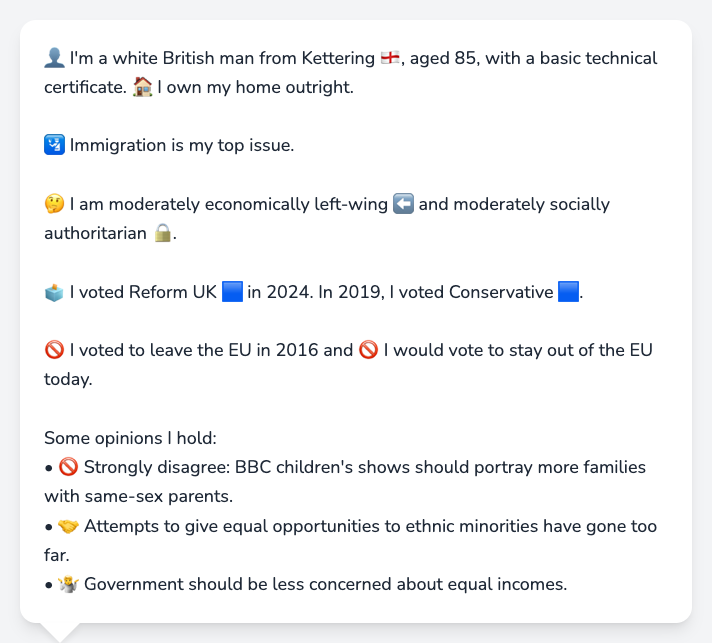 👤 I'm a white British man from Kettering 🏴󠁧󠁢󠁥󠁮󠁧󠁿, aged 85, with a basic technical
certificate. 🏠 I own my home outright.
🛂 Immigration is my top issue.
🤔 I am moderately economically left-wing ⬅️ and moderately socially
authoritarian 🔒.
🗳️ I voted Reform UK 🟦 in 2024. In 2019, I voted Conservative 🟦.
🚫 I voted to leave the EU in 2016 and 🚫 I would vote to stay out of the EU
today.
Some opinions I hold:
• 🚫 Strongly disagree: BBC children's shows should portray more families
with same-sex parents.
• 🤝 Attempts to give equal opportunities to ethnic minorities have gone too
far.
• 🤷 Government should be less concerned about equal incomes.